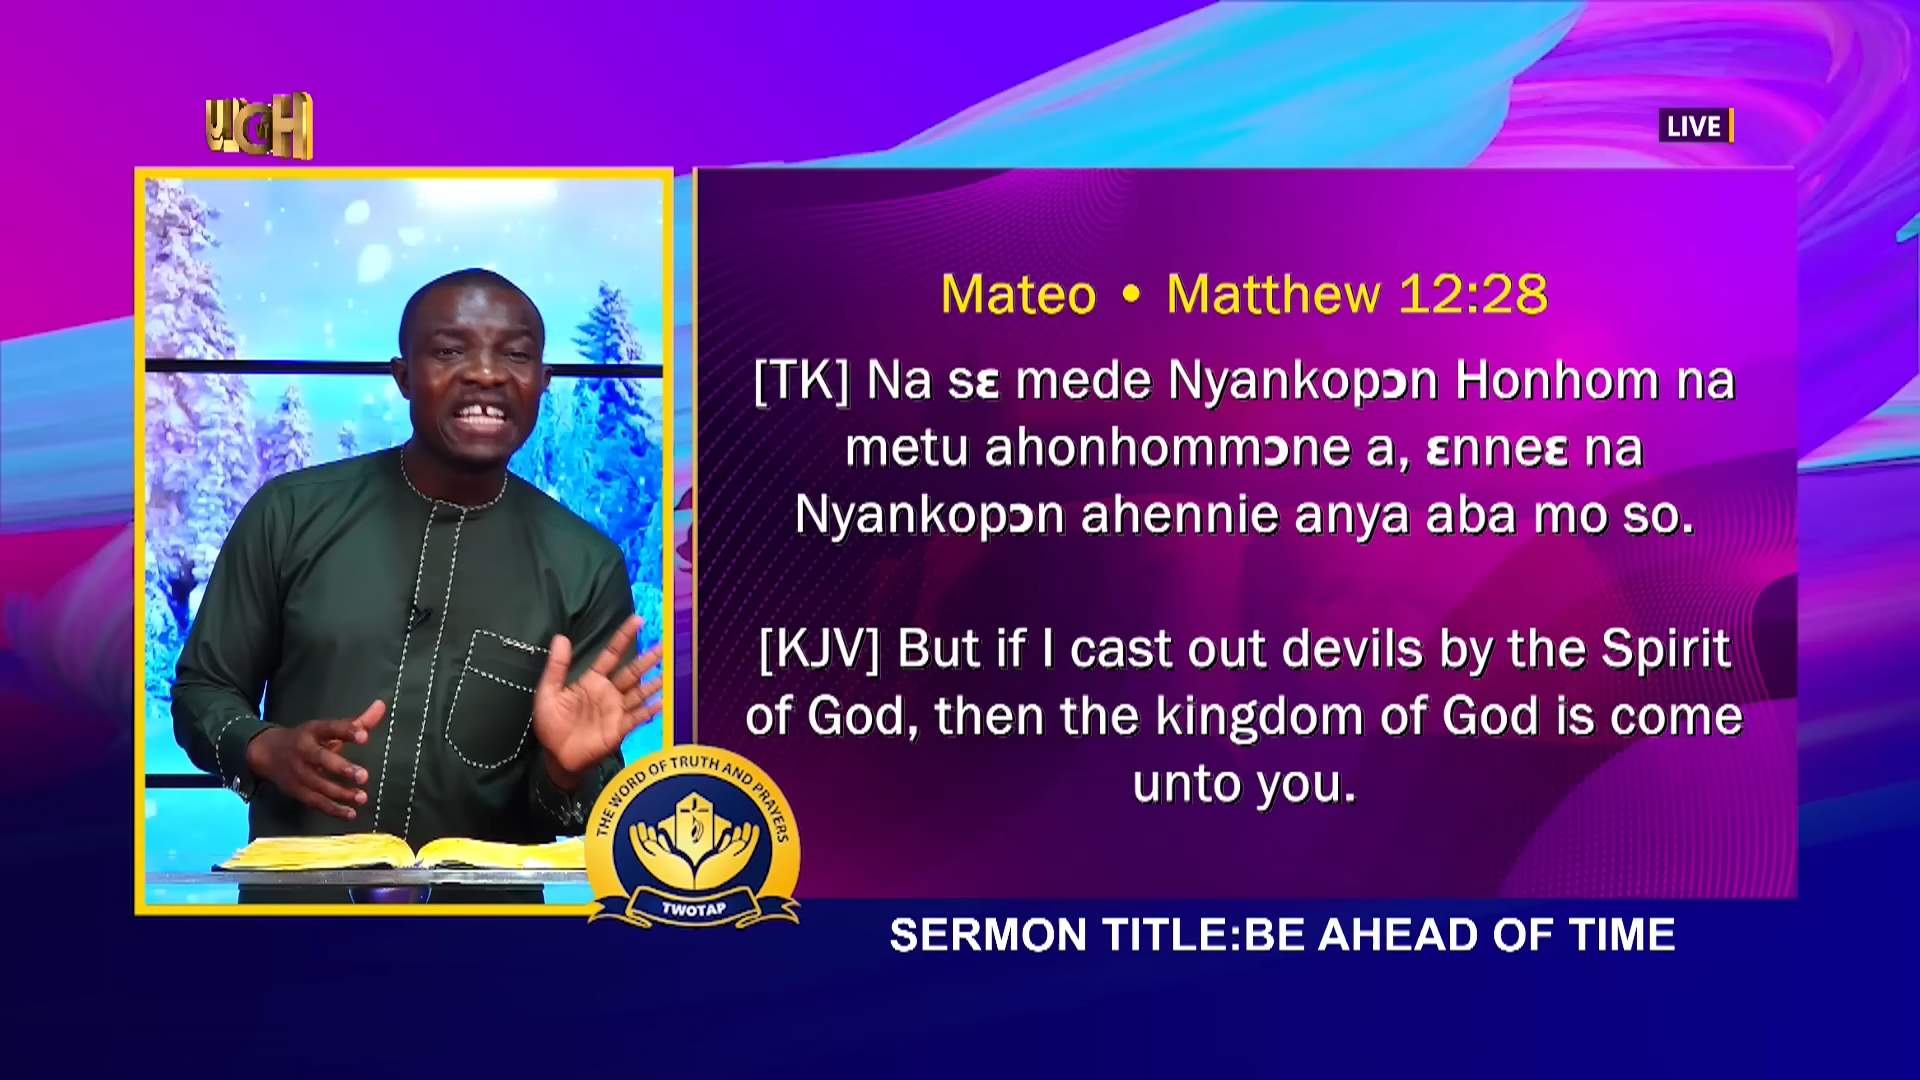 WGH
LIVE
Mateo • Matthew 12:28
[TK] Na sɛ mede Nyankopɔn Honhom na
metu ahonhommɔne a, ɛnneɛ na
Nyankopɔn ahennie anya aba mo so.
[KJV] But if I cast out devils by the Spirit
of God, then the kingdom of God is come
unto you.
THE WORD OF TRUTH AND PRAYERS
TWOTAP
SERMON TITLE:BE AHEAD OF TIME